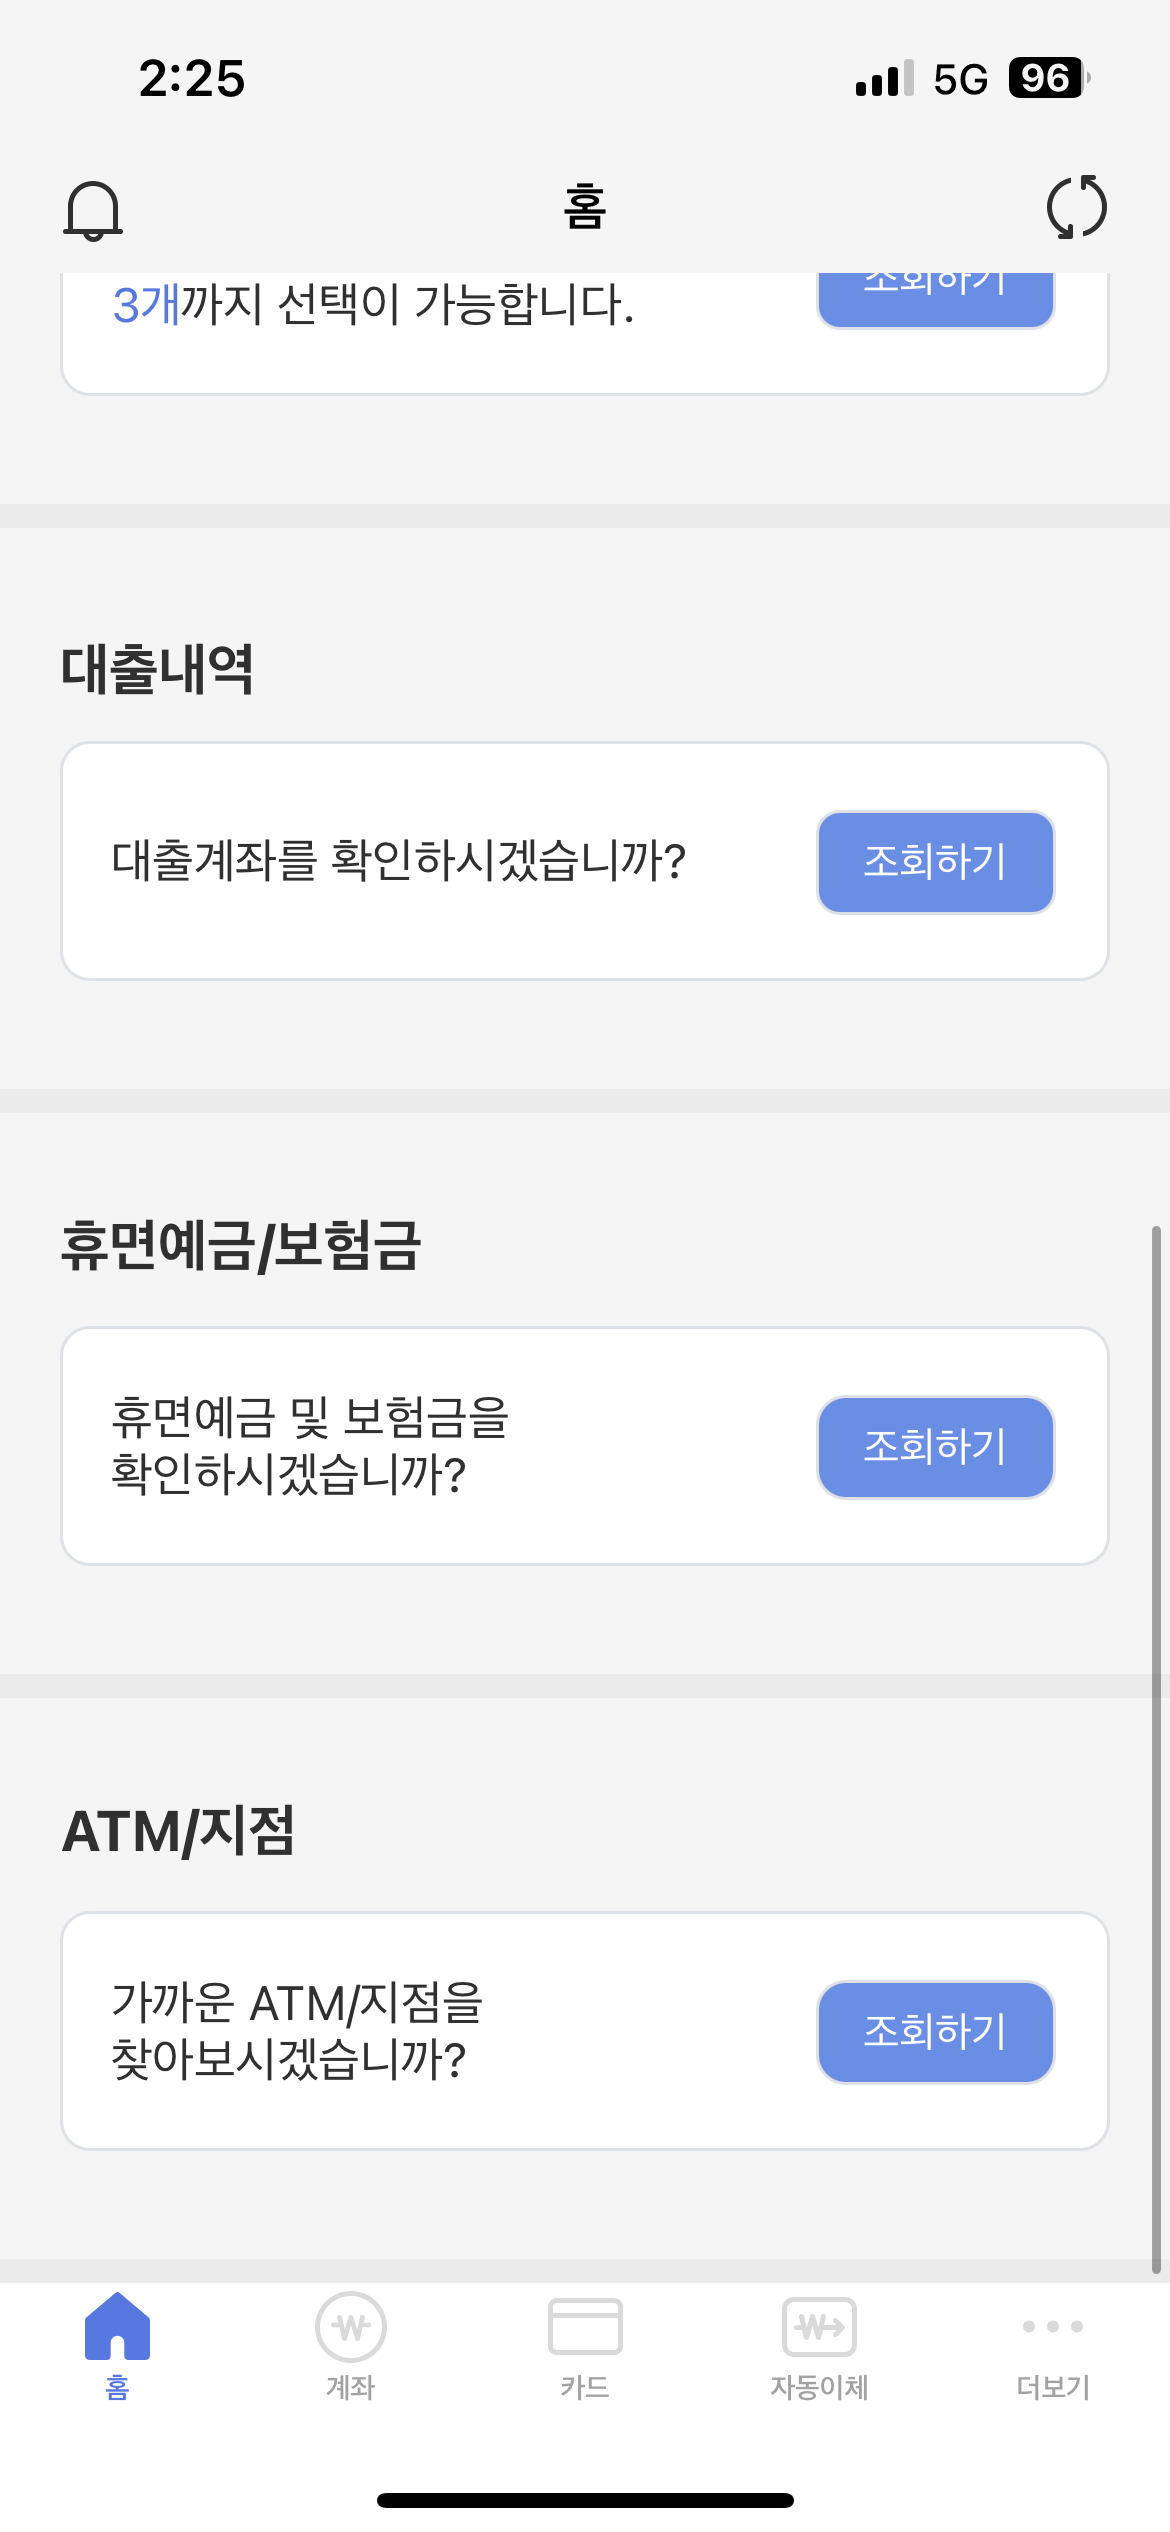 2:25
5G
96
홈
조회하기
3개까지 선택이 가능합니다.
대출내역
대출계좌를 확인하시겠습니까?
조회하기
휴면예금/보험금
휴면예금 및 보험금을
확인하시겠습니까?
조회하기
ATM/지점
가까운 ATM/지점을
찾아보시겠습니까?
조회하기
홈
계좌
카드
자동이체
더보기